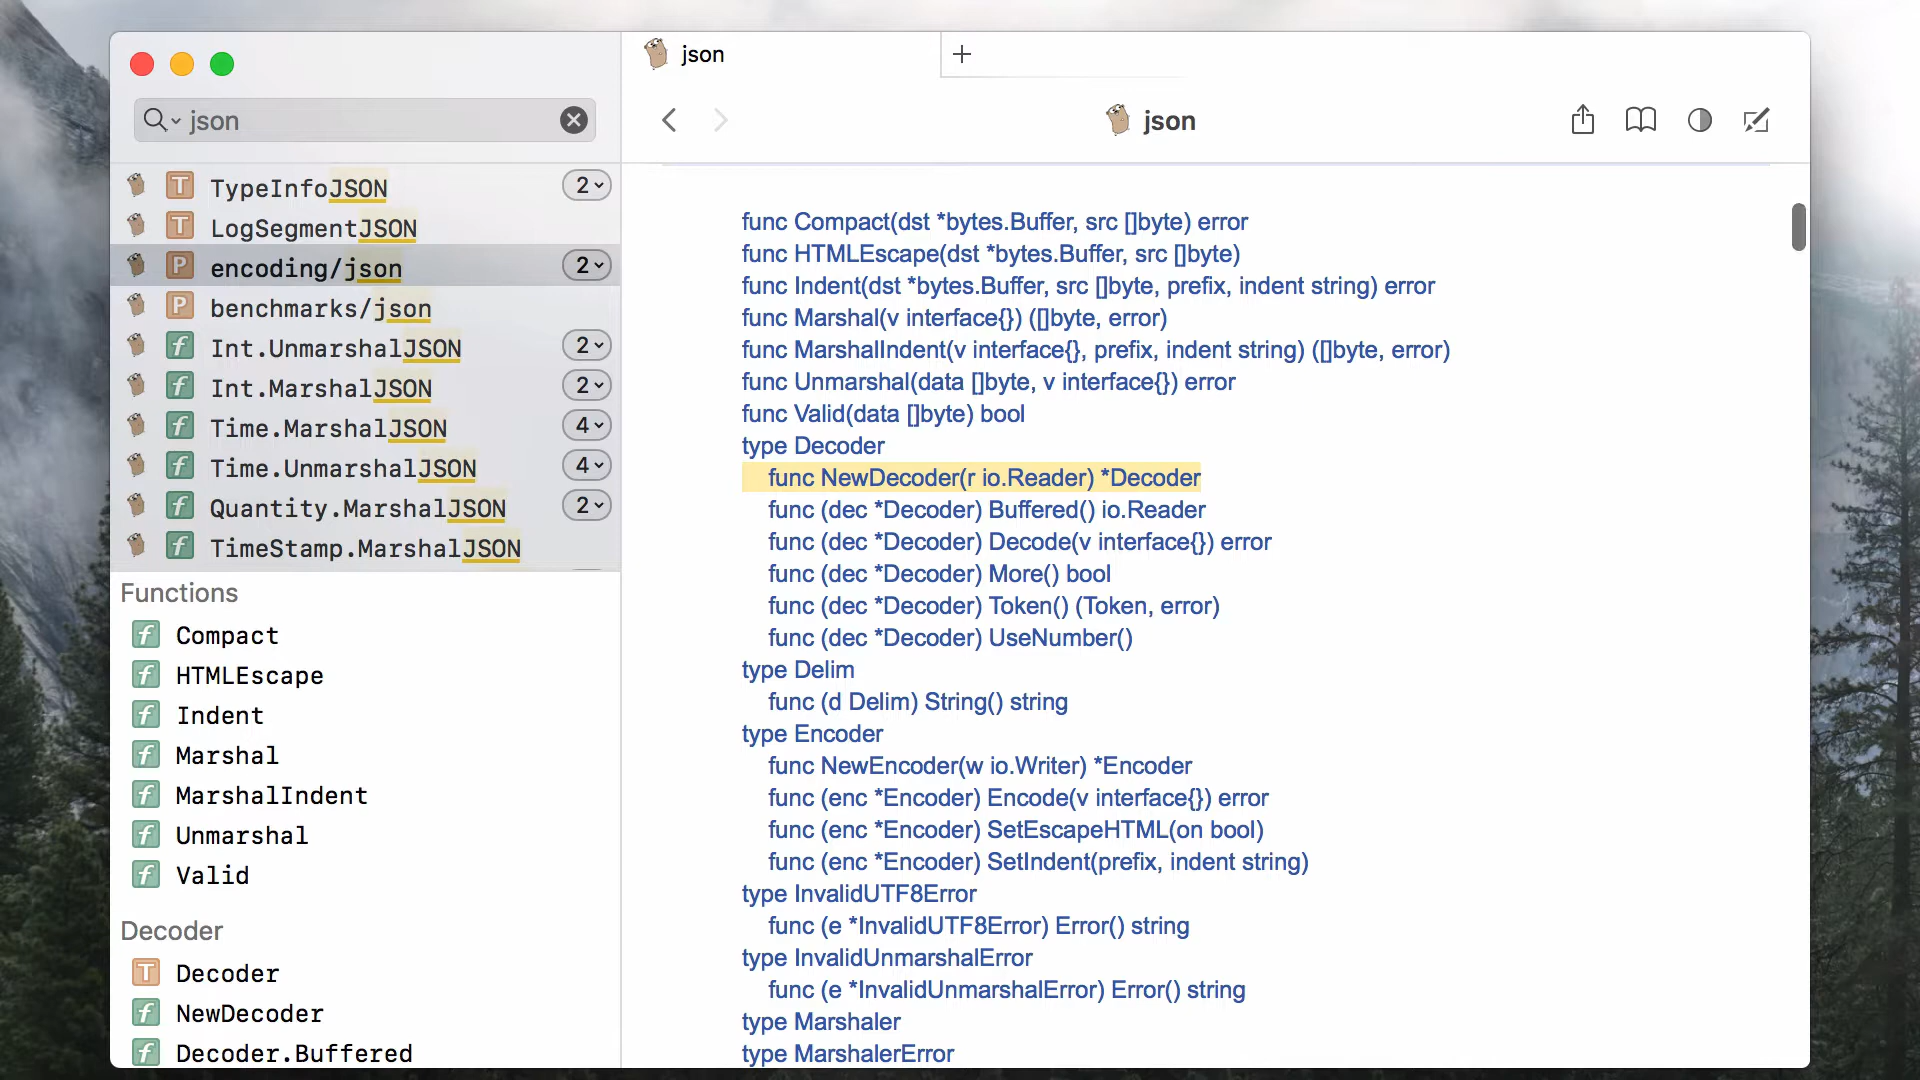 json
json
json
TypeInfoJSON 2
LogSegmentJSON
encoding/json 2
benchmarks/json
Int.UnmarshalJSON 2
Int.MarshalJSON 2
Time.MarshalJSON 4
Time.UnmarshalJSON 4
Quantity.MarshalJSON 2
TimeStamp.MarshalJSON
Functions
Compact
HTMLEscape
Indent
Marshal
MarshalIndent
Unmarshal
Valid
Decoder
Decoder
NewDecoder
Decoder.Buffered
func Compact(dst *bytes.Buffer, src []byte) error
func HTMLEscape(dst *bytes.Buffer, src []byte)
func Indent(dst *bytes.Buffer, src []byte, prefix, indent string) error
func Marshal(v interface{}) ([]byte, error)
func MarshalIndent(v interface{}, prefix, indent string) ([]byte, error)
func Unmarshal(data []byte, v interface{}) error
func Valid(data []byte) bool
type Decoder
func NewDecoder(r io.Reader) *Decoder
func (dec *Decoder) Buffered() io.Reader
func (dec *Decoder) Decode(v interface{}) error
func (dec *Decoder) More() bool
func (dec *Decoder) Token() (Token, error)
func (dec *Decoder) UseNumber()
type Delim
func (d Delim) String() string
type Encoder
func NewEncoder(w io.Writer) *Encoder
func (enc *Encoder) Encode(v interface{}) error
func (enc *Encoder) SetEscapeHTML(on bool)
func (enc *Encoder) SetIndent(prefix, indent string)
type InvalidUTF8Error
func (e *InvalidUTF8Error) Error() string
type InvalidUnmarshalError
func (e *InvalidUnmarshalError) Error() string
type Marshaler
type MarshalerError